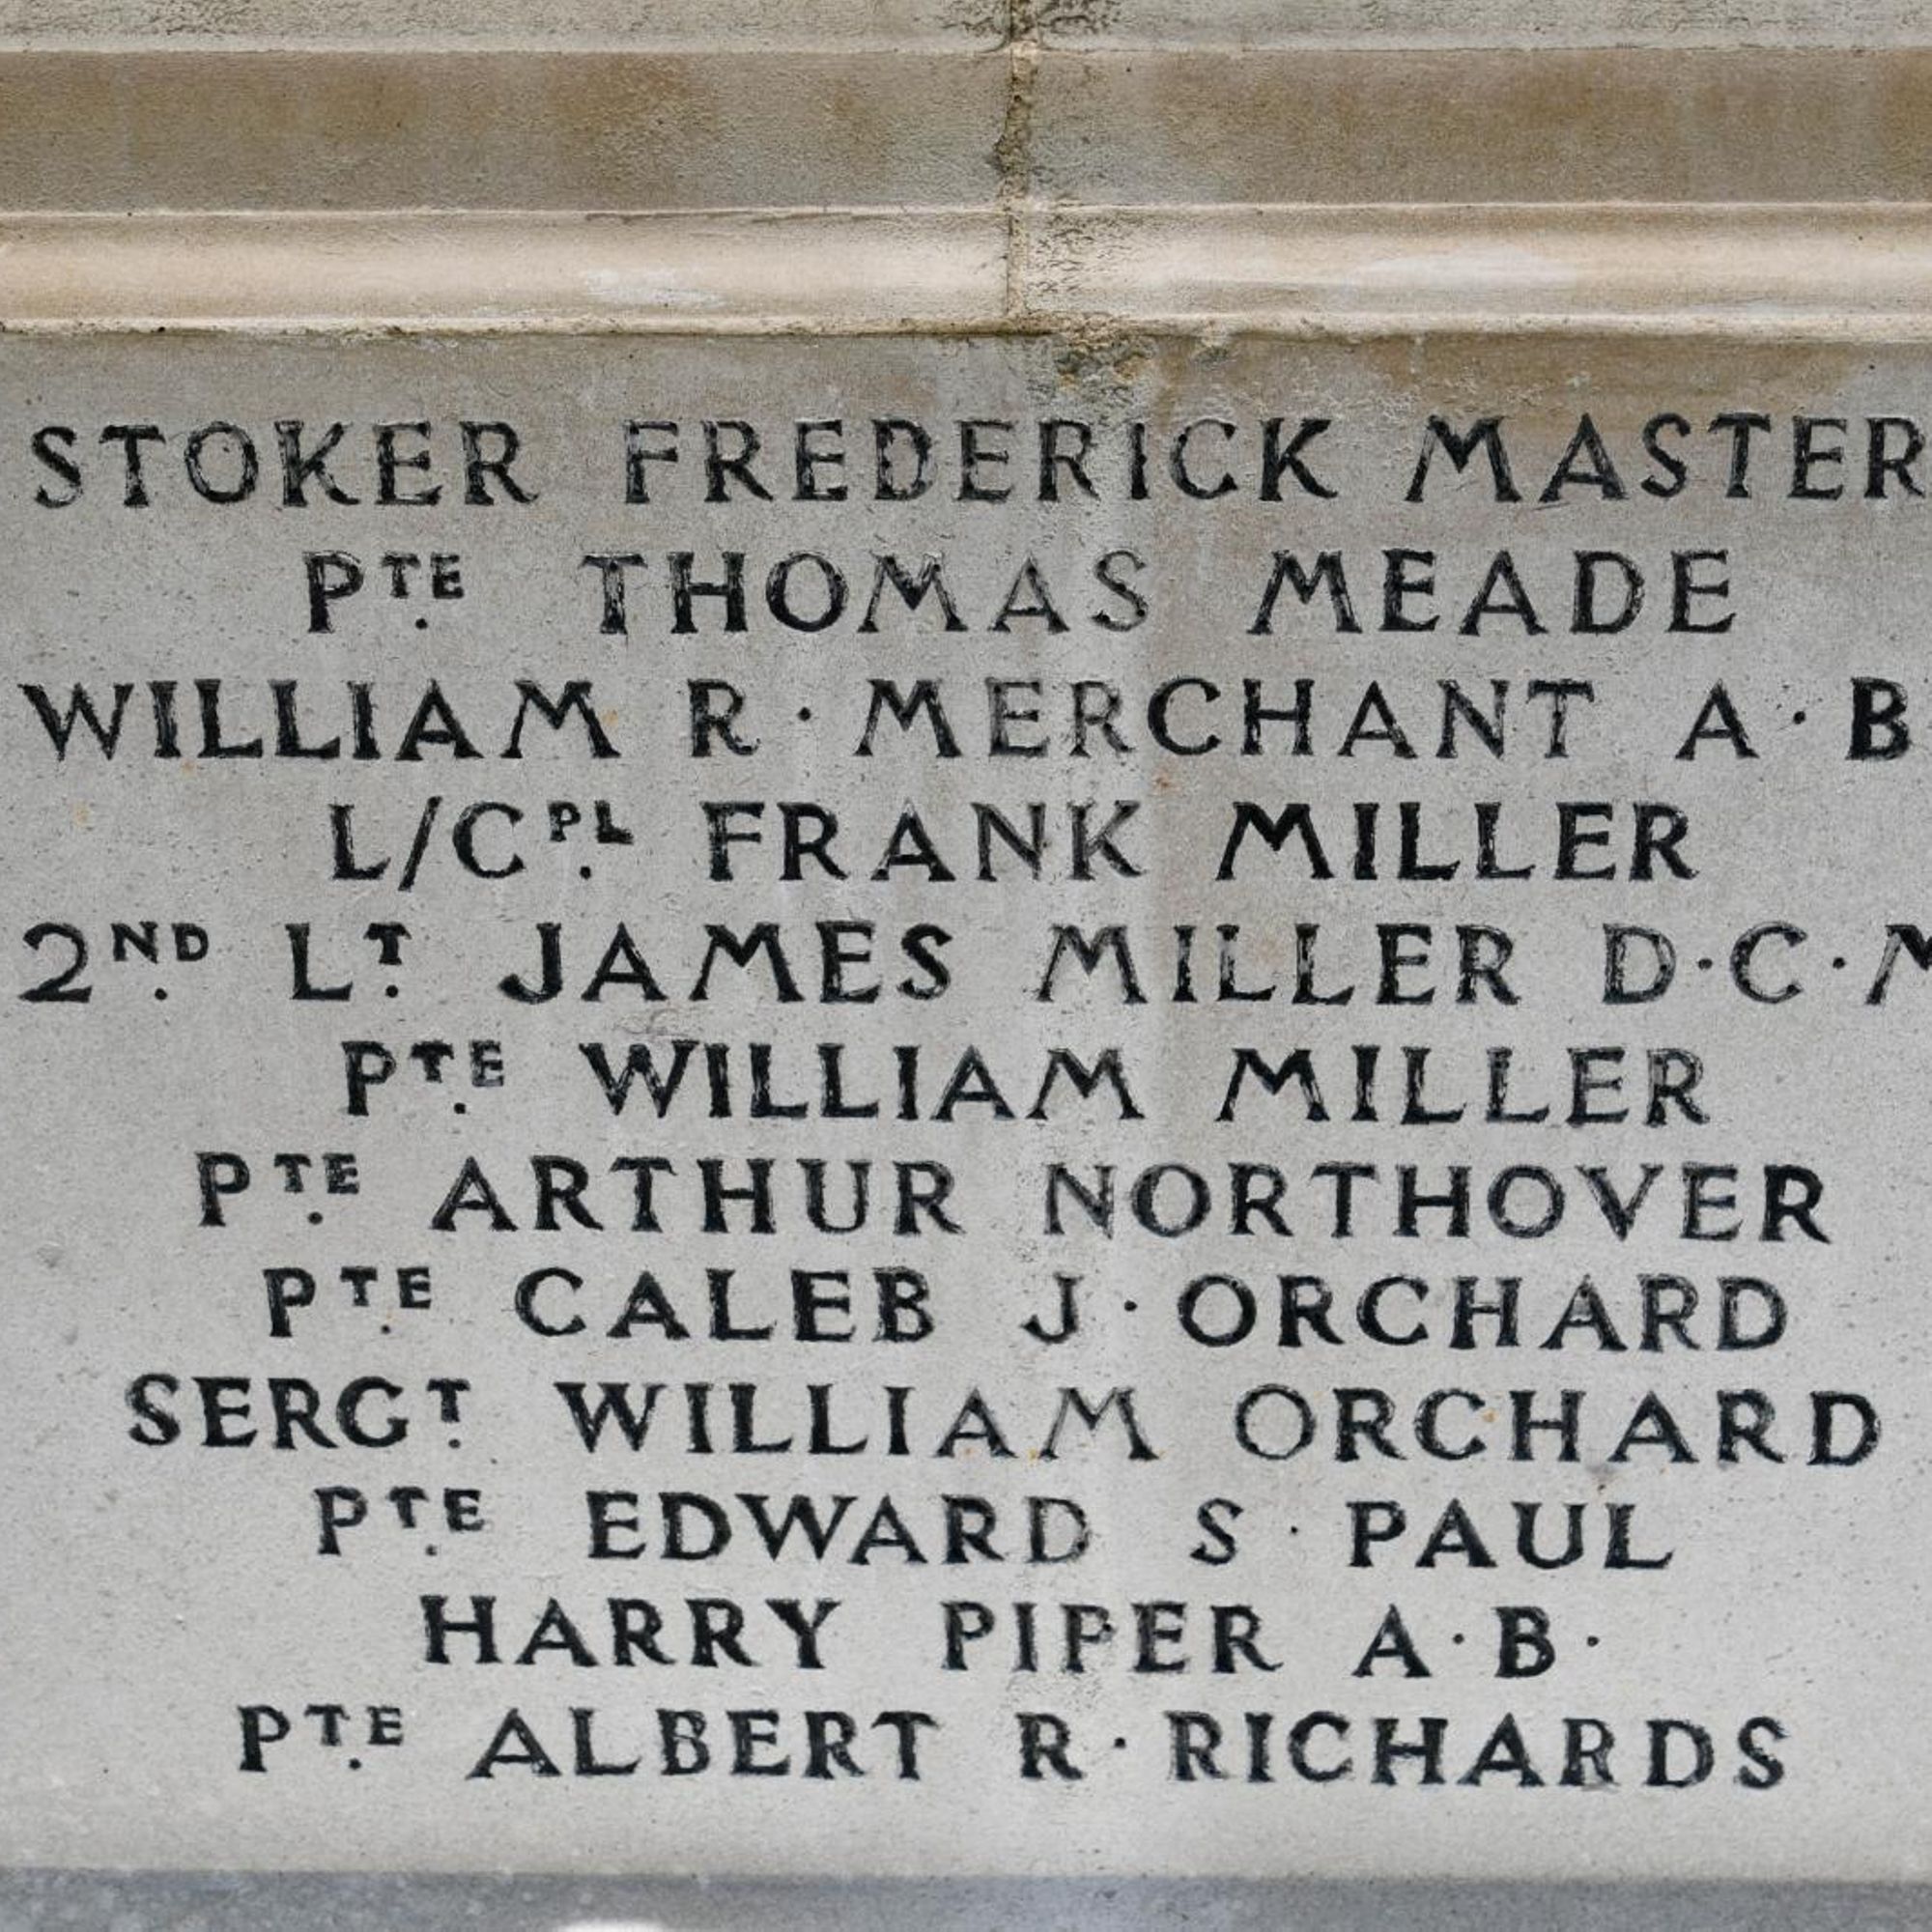 STOKER FREDERICK MASTER
PTE. THOMAS MEADE
WILLIAM R· MERCHANT A·B
L/CPL. FRANK MILLER
2ND. LT. JAMES MILLER D·C·M
PTE. WILLIAM MILLER
PTE. ARTHUR NORTHOVER
PTE. CALEB J· ORCHARD
SERGT. WILLIAM ORCHARD
PTE. EDWARD S· PAUL
HARRY PIPER A·B·
PTE. ALBERT R· RICHARDS